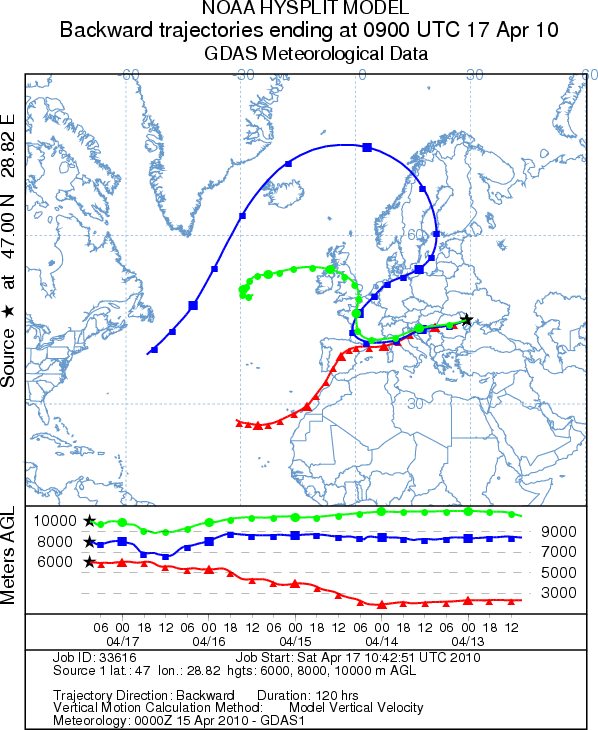 NOAA HYSPLIT MODEL
Backward trajectories ending at 0900 UTC 17 Apr 10
GDAS Meteorological Data
Source ★ at 47.00 N 28.82 E
-60 -30 0 30 60
60
30
Meters AGL
10000
8000
6000
9000
7000
5000
3000
06 00 18 12 06 00 18 12 06 00 18 12 06 00 18 12 06 00 18 12
04/17 04/16 04/15 04/14 04/13
Job ID: 33616 Job Start: Sat Apr 17 10:42:51 UTC 2010
Source 1 lat.: 47 lon.: 28.82 hgts: 6000, 8000, 10000 m AGL
Trajectory Direction: Backward Duration: 120 hrs
Vertical Motion Calculation Method: Model Vertical Velocity
Meteorology: 0000Z 15 Apr 2010 - GDAS1